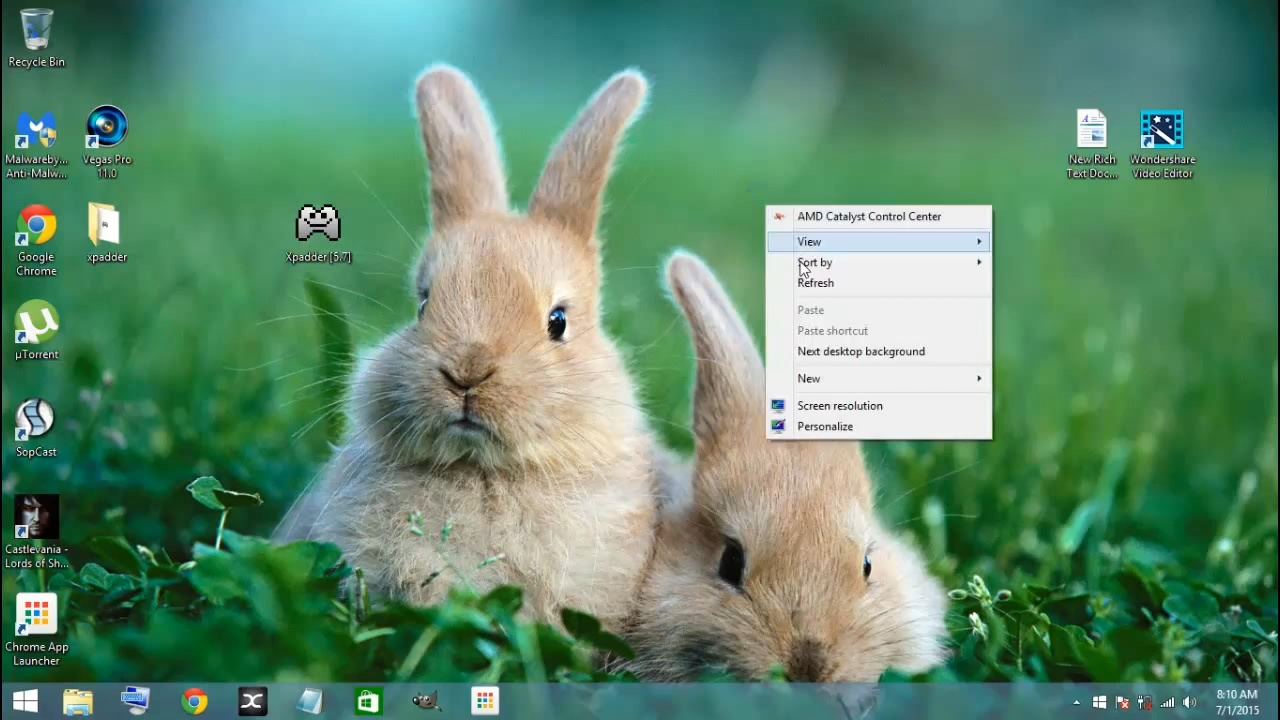 Recycle Bin
Malwareby...
Anti-Malw...
Vegas Pro
11.0
Google
Chrome
xpadder
µTorrent
SopCast
Castlevania -
Lords of Sh...
Chrome App
Launcher
Xpadder [5.7]
New Rich
Text Doc...
Wondershare
Video Editor
AMD Catalyst Control Center
View
Sort by
Refresh
Paste
Paste shortcut
Next desktop background
New
Screen resolution
Personalize
8:10 AM
7/1/2015